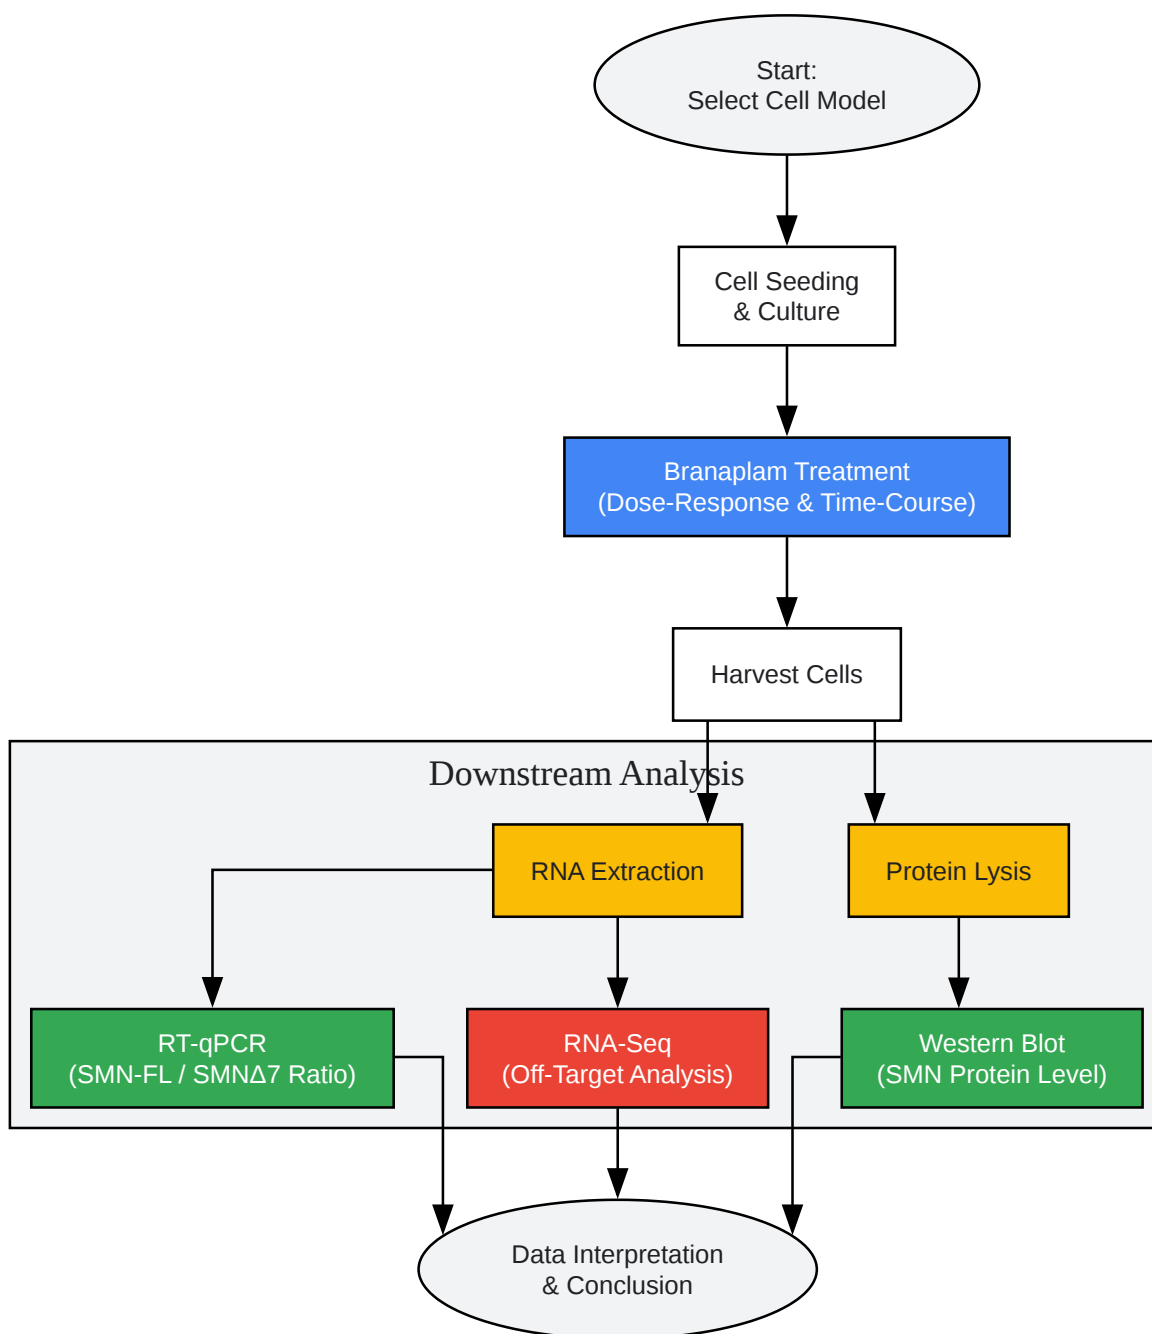 Start:
Select Cell Model
Cell Seeding
& Culture
Branaplam Treatment
(Dose-Response & Time-Course)
Harvest Cells
Downstream Analysis
RNA Extraction
Protein Lysis
RT-qPCR
(SMN-FL / SMNΔ7 Ratio)
RNA-Seq
(Off-Target Analysis)
Western Blot
(SMN Protein Level)
Data Interpretation
& Conclusion